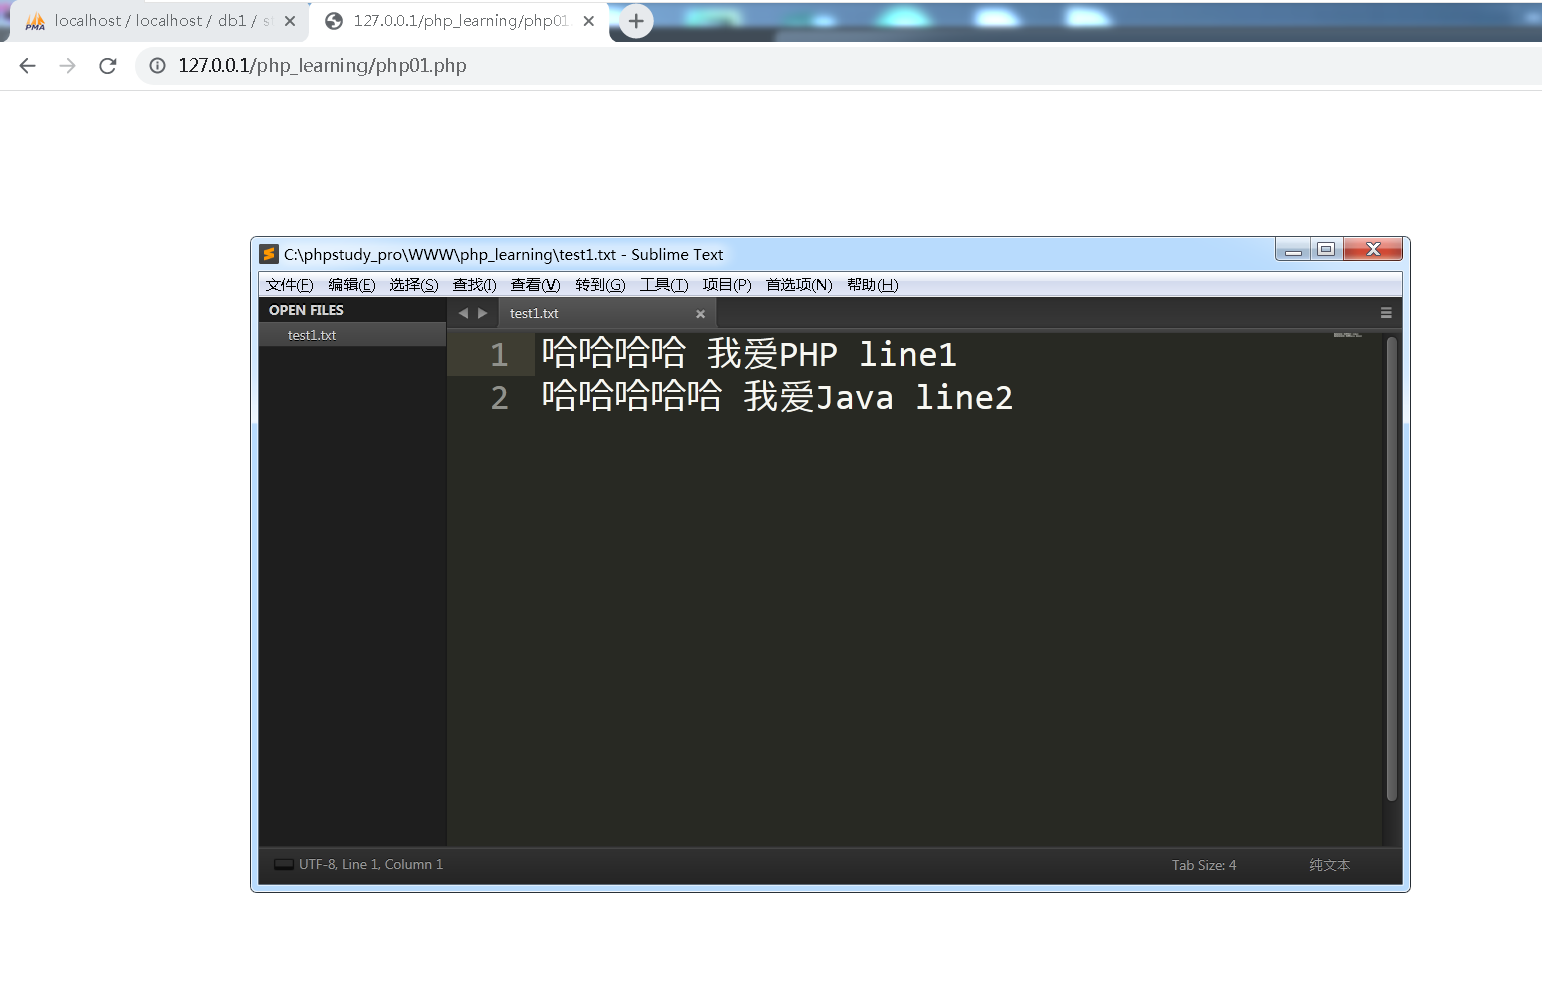 PMA localhost / localhost / db1 / st
127.0.0.1/php_learning/php01
127.0.0.1/php_learning/php01.php
C:\phpstudy_pro\WWW\php_learning\test1.txt - Sublime Text
文件(F) 编辑(E) 选择(S) 查找(I) 查看(V) 转到(G) 工具(T) 项目(P) 首选项(N) 帮助(H)
OPEN FILES
test1.txt
test1.txt
1 哈哈哈哈 我爱PHP line1
2 哈哈哈哈哈 我爱Java line2
UTF-8, Line 1, Column 1
Tab Size: 4
纯文本